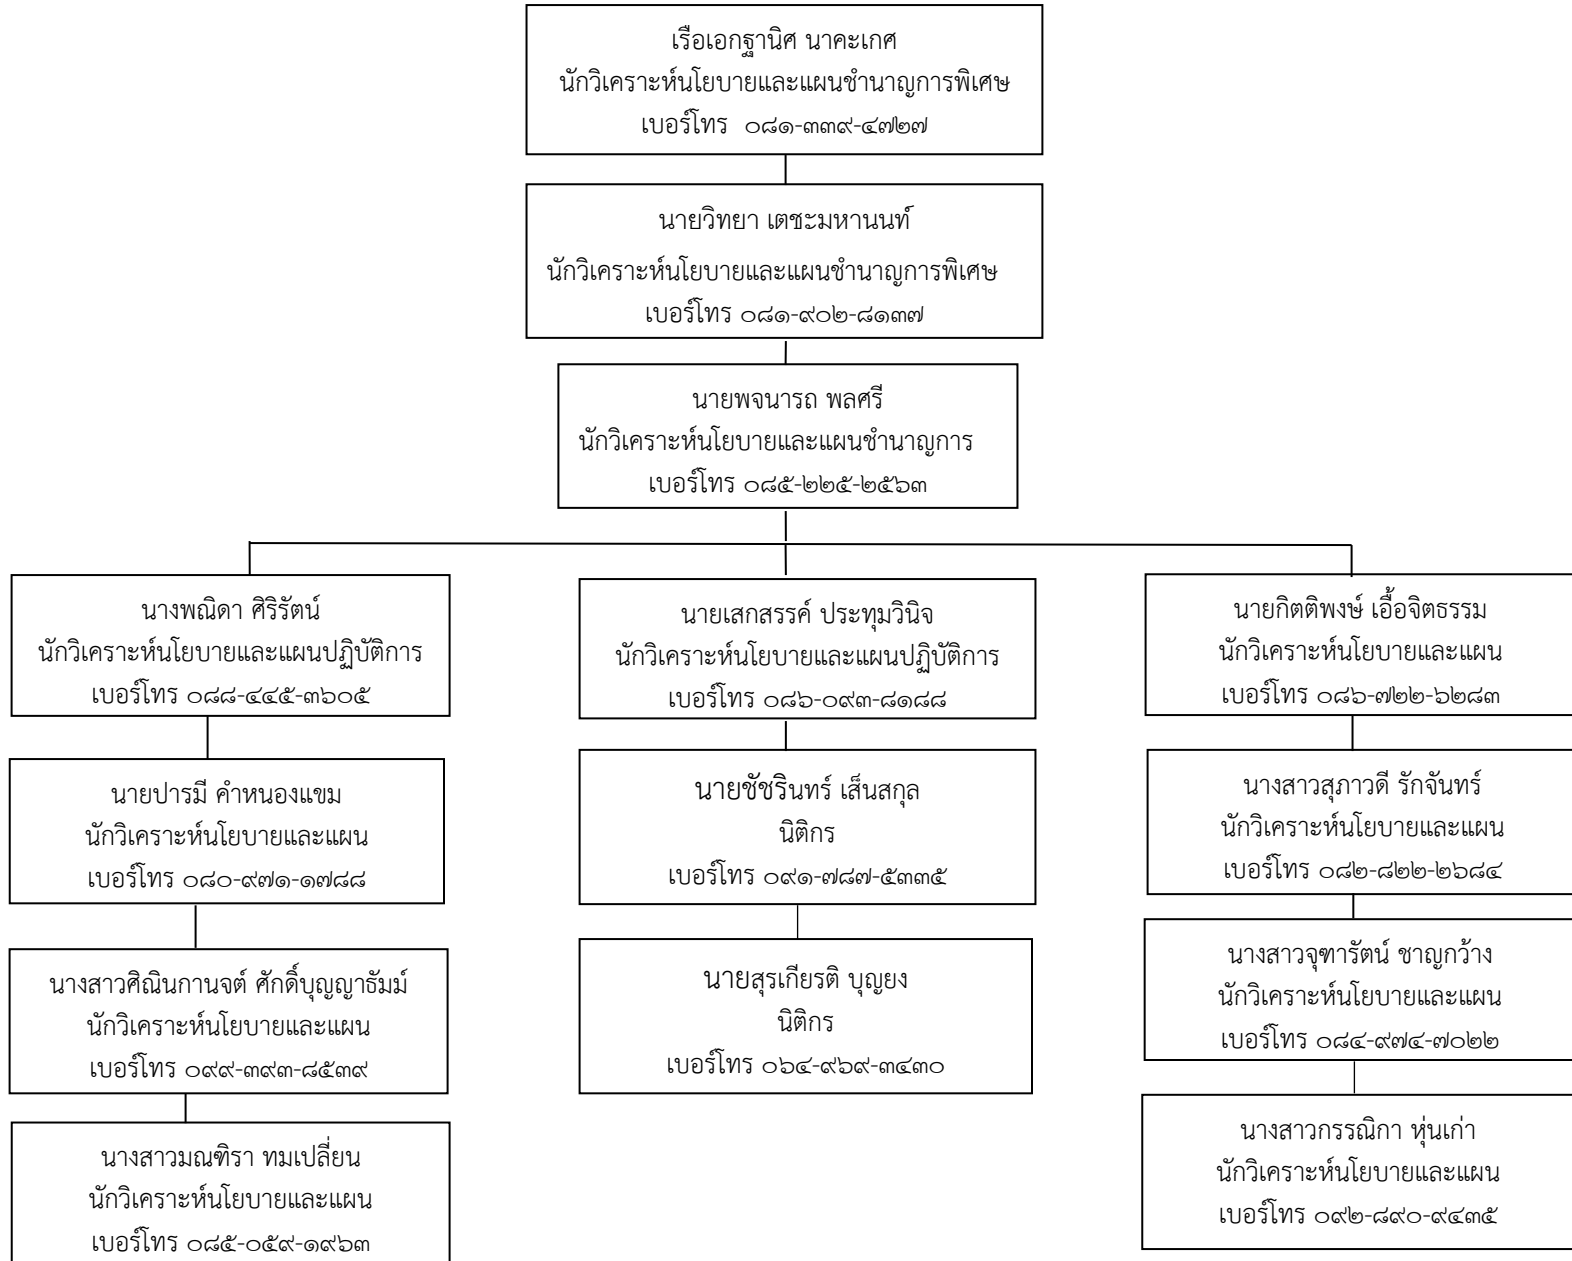 เรือเอกฐานิศ นาคะเกศ
นักวิเคราะห์นโยบายและแผนชำนาญการพิเศษ
เบอร์โทร ๐๘๑-๓๓๙-๔๗๒๗
นายวิทยา เตชะมหานนท์
นักวิเคราะห์นโยบายและแผนชำนาญการพิเศษ
เบอร์โทร ๐๘๑-๙๐๒-๘๑๓๗
นายพจนารถ พลศรี
นักวิเคราะห์นโยบายและแผนชำนาญการ
เบอร์โทร ๐๘๕-๒๒๕-๒๕๖๓
นางพณิดา ศิริรัตน์
นักวิเคราะห์นโยบายและแผนปฏิบัติการ
เบอร์โทร ๐๘๘-๔๔๕-๓๖๐๕
นายปารมี คำหนองแขม
นักวิเคราะห์นโยบายและแผน
เบอร์โทร ๐๘๐-๙๗๑-๑๗๘๘
นางสาวศิณินกานจต์ ศักดิ์บุญญาธัมม์
นักวิเคราะห์นโยบายและแผน
เบอร์โทร ๐๙๙-๓๙๓-๘๕๓๙
นางสาวมณฑิรา ทมเปลี่ยน
นักวิเคราะห์นโยบายและแผน
เบอร์โทร ๐๘๕-๐๕๙-๑๙๖๓
นายเสกสรรค์ ประทุมวินิจ
นักวิเคราะห์นโยบายและแผนปฏิบัติการ
เบอร์โทร ๐๘๖-๐๙๓-๘๑๘๘
นายชัชรินทร์ เส็นสกุล
นิติกร
เบอร์โทร ๐๙๑-๗๘๗-๕๓๓๕
นายสุรเกียรติ บุญยง
นิติกร
เบอร์โทร ๐๖๔-๙๖๙-๓๔๓๐
นายกิตติพงษ์ เอื้อจิตธรรม
นักวิเคราะห์นโยบายและแผน
เบอร์โทร ๐๘๖-๗๒๒-๖๒๘๓
นางสาวสุภาวดี รักจันทร์
นักวิเคราะห์นโยบายและแผน
เบอร์โทร ๐๘๒-๘๒๒-๒๖๘๔
นางสาวจุฑารัตน์ ชาญกว้าง
นักวิเคราะห์นโยบายและแผน
เบอร์โทร ๐๘๔-๙๗๔-๗๐๒๒
นางสาวกรรณิกา หุ่นเก่า
นักวิเคราะห์นโยบายและแผน
เบอร์โทร ๐๙๒-๘๙๐-๙๔๓๕